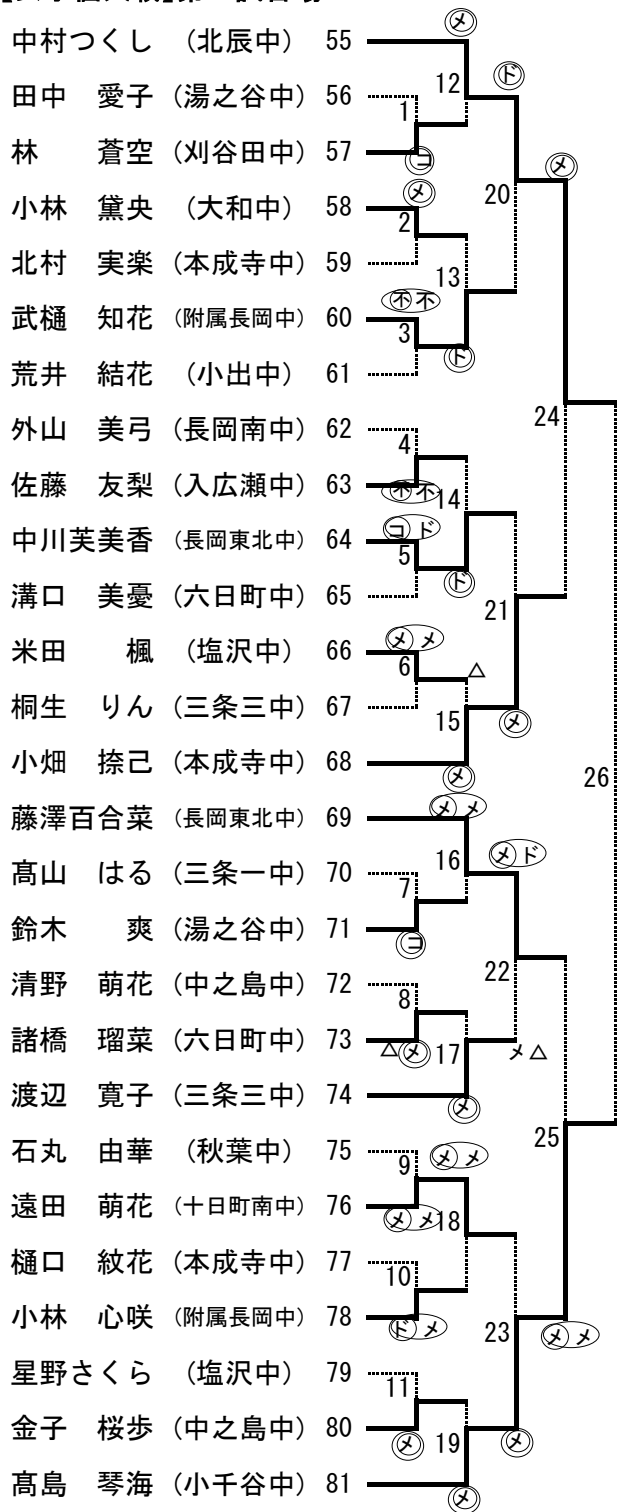 中村つくし (北辰中) 55
田中 愛子 (湯之谷中) 56
林 蒼空 (刈谷田中) 57
小林 黛央 (大和中) 58
北村 実楽 (本成寺中) 59
武樋 知花 (附属長岡中) 60
荒井 結花 (小出中) 61
外山 美弓 (長岡南中) 62
佐藤 友梨 (入広瀬中) 63
中川芙美香 (長岡東北中) 64
溝口 美憂 (六日町中) 65
米田 楓 (塩沢中) 66
桐生 りん (三条三中) 67
小畑 捺己 (本成寺中) 68
藤澤百合菜 (長岡東北中) 69
髙山 はる (三条一中) 70
鈴木 爽 (湯之谷中) 71
清野 萌花 (中之島中) 72
諸橋 瑠菜 (六日町中) 73
渡辺 寛子 (三条三中) 74
石丸 由華 (秋葉中) 75
遠田 萌花 (十日町南中) 76
樋口 紋花 (本成寺中) 77
小林 心咲 (附属長岡中) 78
星野さくら (塩沢中) 79
金子 桜歩 (中之島中) 80
髙島 琴海 (小千谷中) 81
1
コ
メ
2
不不
3
4
不不
コド
5
メメ
6
7
コ
8
△メ
9
メメ
10
ドメ
11
メ
メ
12
13
ド
14
ド
△
15
メ
メメ
16
17
メ
メメ
18
19
メ
ド
20
21
メ
メド
22
メ△
23
メ
メ
24
25
メメ
26